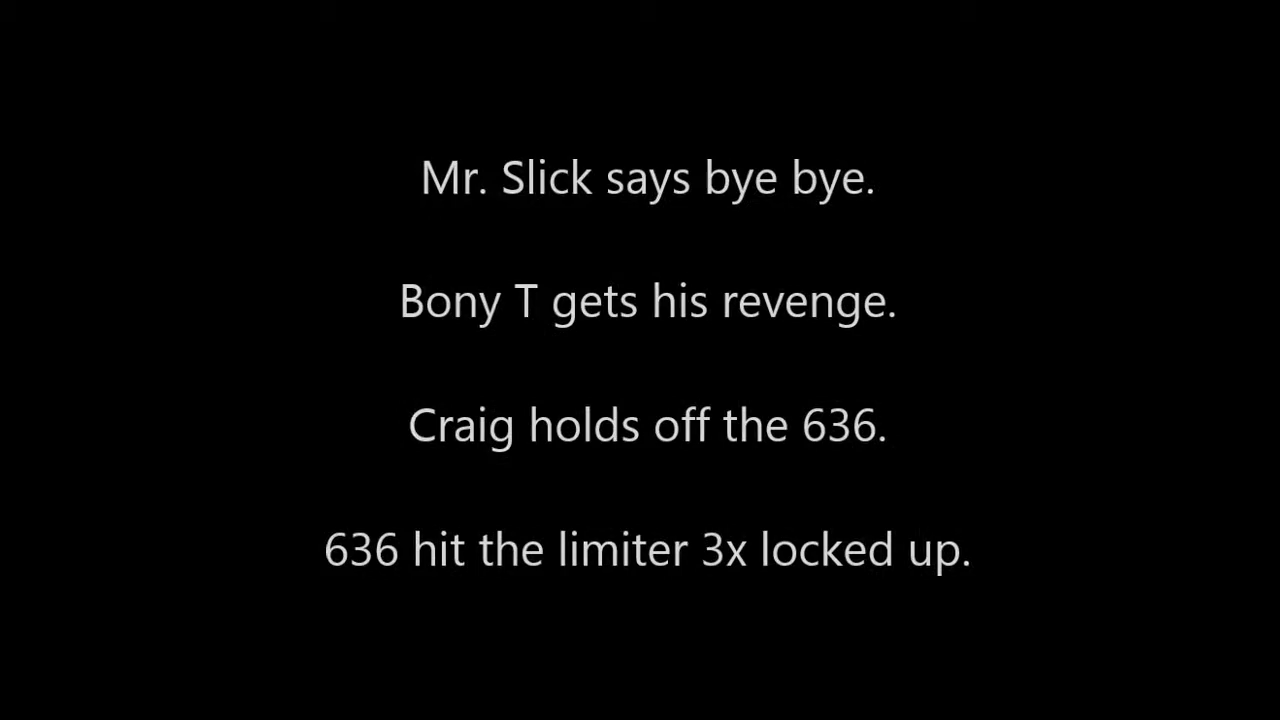 Mr. Slick says bye bye.
Bony T gets his revenge.
Craig holds off the 636.
636 hit the limiter 3x locked up.